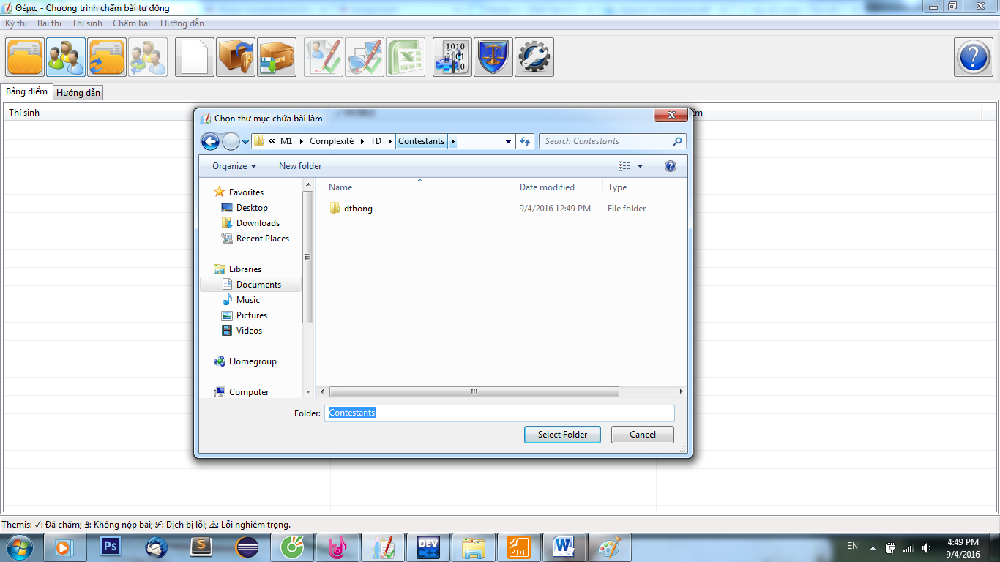 Θέμις - Chương trình chấm bài tự động
Kỳ thi Bài thi Thí sinh Chấm bài Hướng dẫn
1010
0101
10
Bảng điểm Hướng dẫn
Thí sinh
Chọn thư mục chứa bài làm
« M1 Complexité TD Contestants
Search Contestants
Organize New folder
Favorites
Desktop
Downloads
Recent Places
Libraries
Documents
Music
Pictures
Videos
Homegroup
Computer
Name Date modified Type
dthong 9/4/2016 12:49 PM File folder
Folder: Contestants
Select Folder Cancel
Themis: ✓: Đã chấm; ∄: Không nộp bài; ℱ: Dịch bị lỗi; ⚠: Lỗi nghiêm trọng.
Ps
S
DEV
C++
PDF
W
EN
4:49 PM
9/4/2016